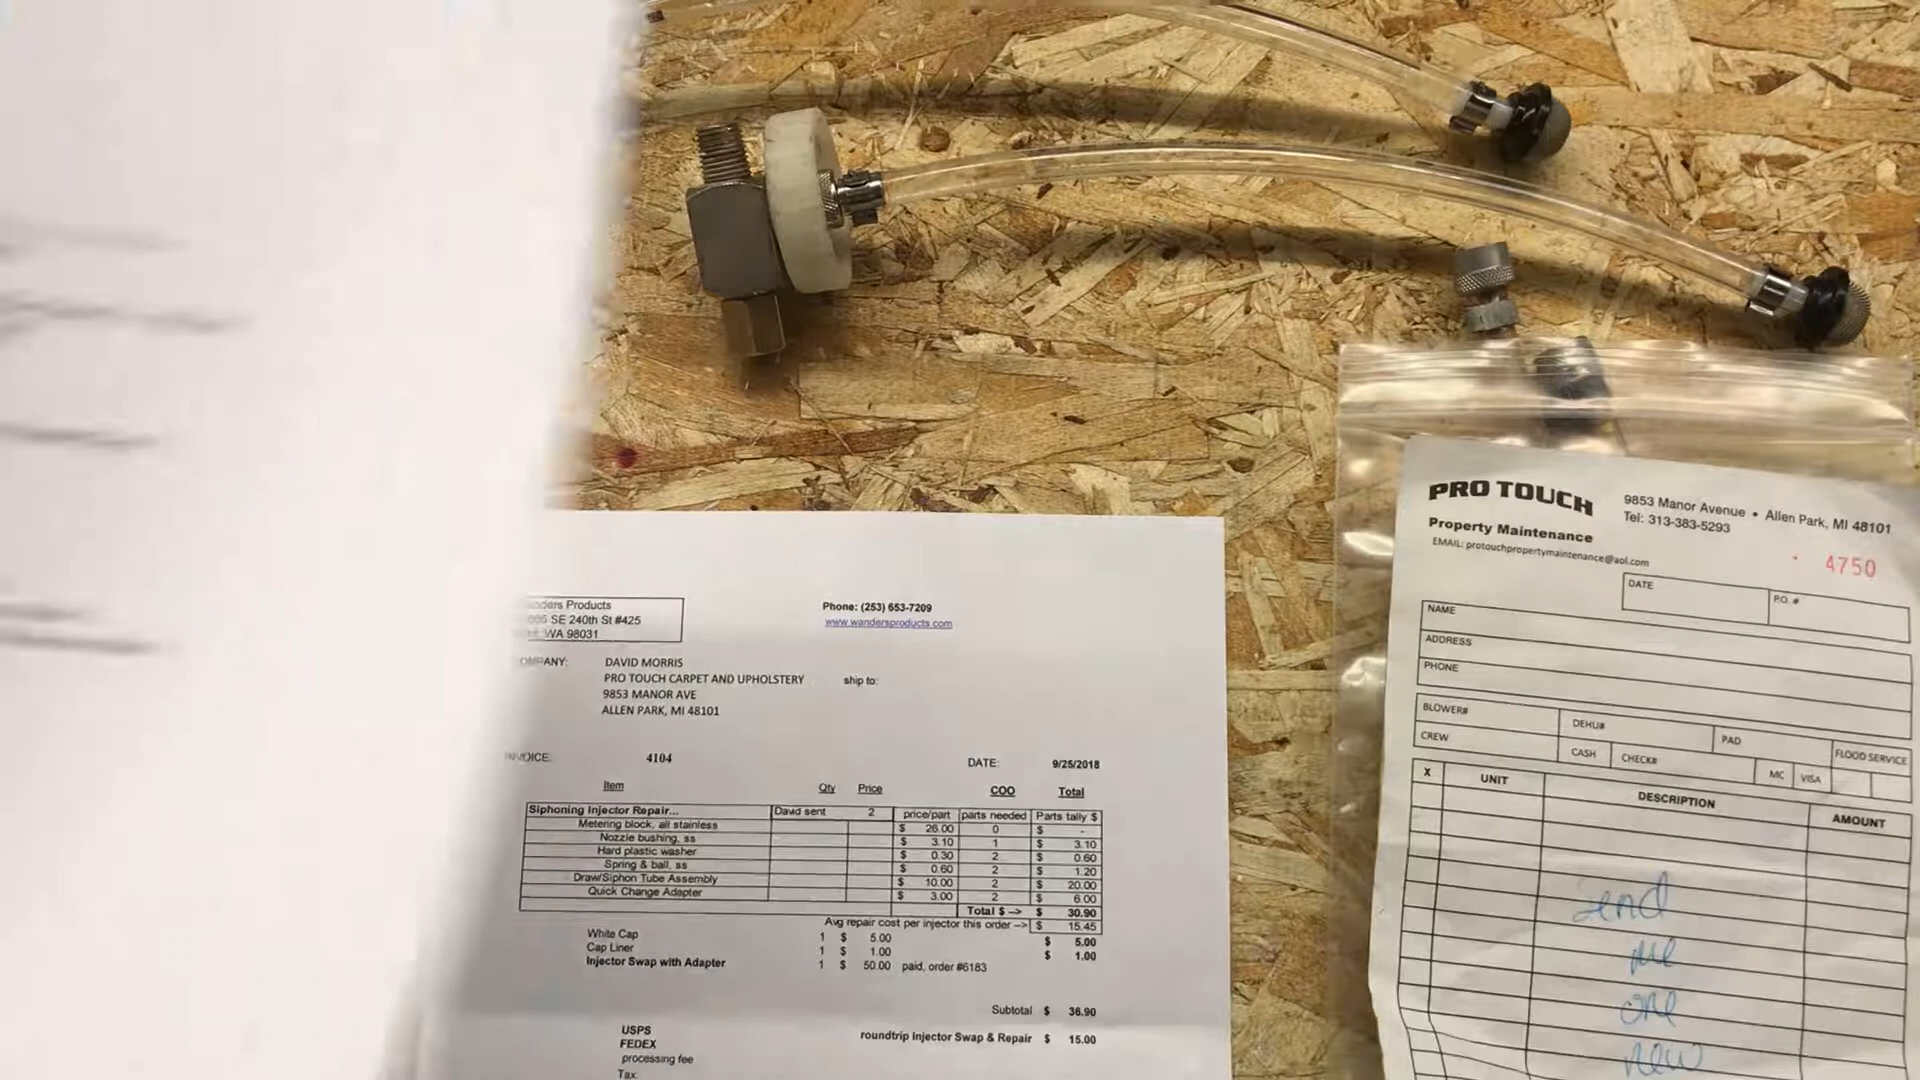 Products
SE 240th St #425
WA 98031
Phone: (253) 653-7209
www.wandersproducts.com
DAVID MORRIS
PRO TOUCH CARPET AND UPHOLSTERY
ship to:
9853 MANOR AVE
ALLEN PARK, MI 48101
4104
DATE: 9/25/2018
Item Qty Price COO Total
Siphoning Injector Repair... David sent 2 price/part parts needed Parts tally $
Metering block, all stainless $ 26.00 0 $ -
Nozzle bushing, ss $ 3.10 1 $ 3.10
Hard plastic washer $ 0.30 2 $ 0.60
Spring & ball, ss $ 0.60 2 $ 1.20
Draw/Siphon Tube Assembly $ 10.00 2 $ 20.00
Quick Change Adapter $ 3.00 2 $ 6.00
Total $ --> $ 30.90
Avg repair cost per injector this order --> $ 15.45
White Cap 1 $ 5.00 $ 5.00
Cap Liner 1 $ 1.00 $ 1.00
Injector Swap with Adapter 1 $ 50.00 paid, order #6183
Subtotal $ 36.90
USPS roundtrip Injector Swap & Repair $ 15.00
FEDEX
processing fee
Tax:
PRO TOUCH
Property Maintenance
EMAIL: protouchpropertymaintenance@aol.com
9853 Manor Avenue • Allen Park, MI 48101
Tel: 313-383-5293
4750
DATE P.O. #
NAME
ADDRESS
PHONE
BLOWER# DEHU# PAD FLOOD SERVICE
CREW CASH CHECK# MC VISA
X UNIT DESCRIPTION AMOUNT
Send
me
one
new